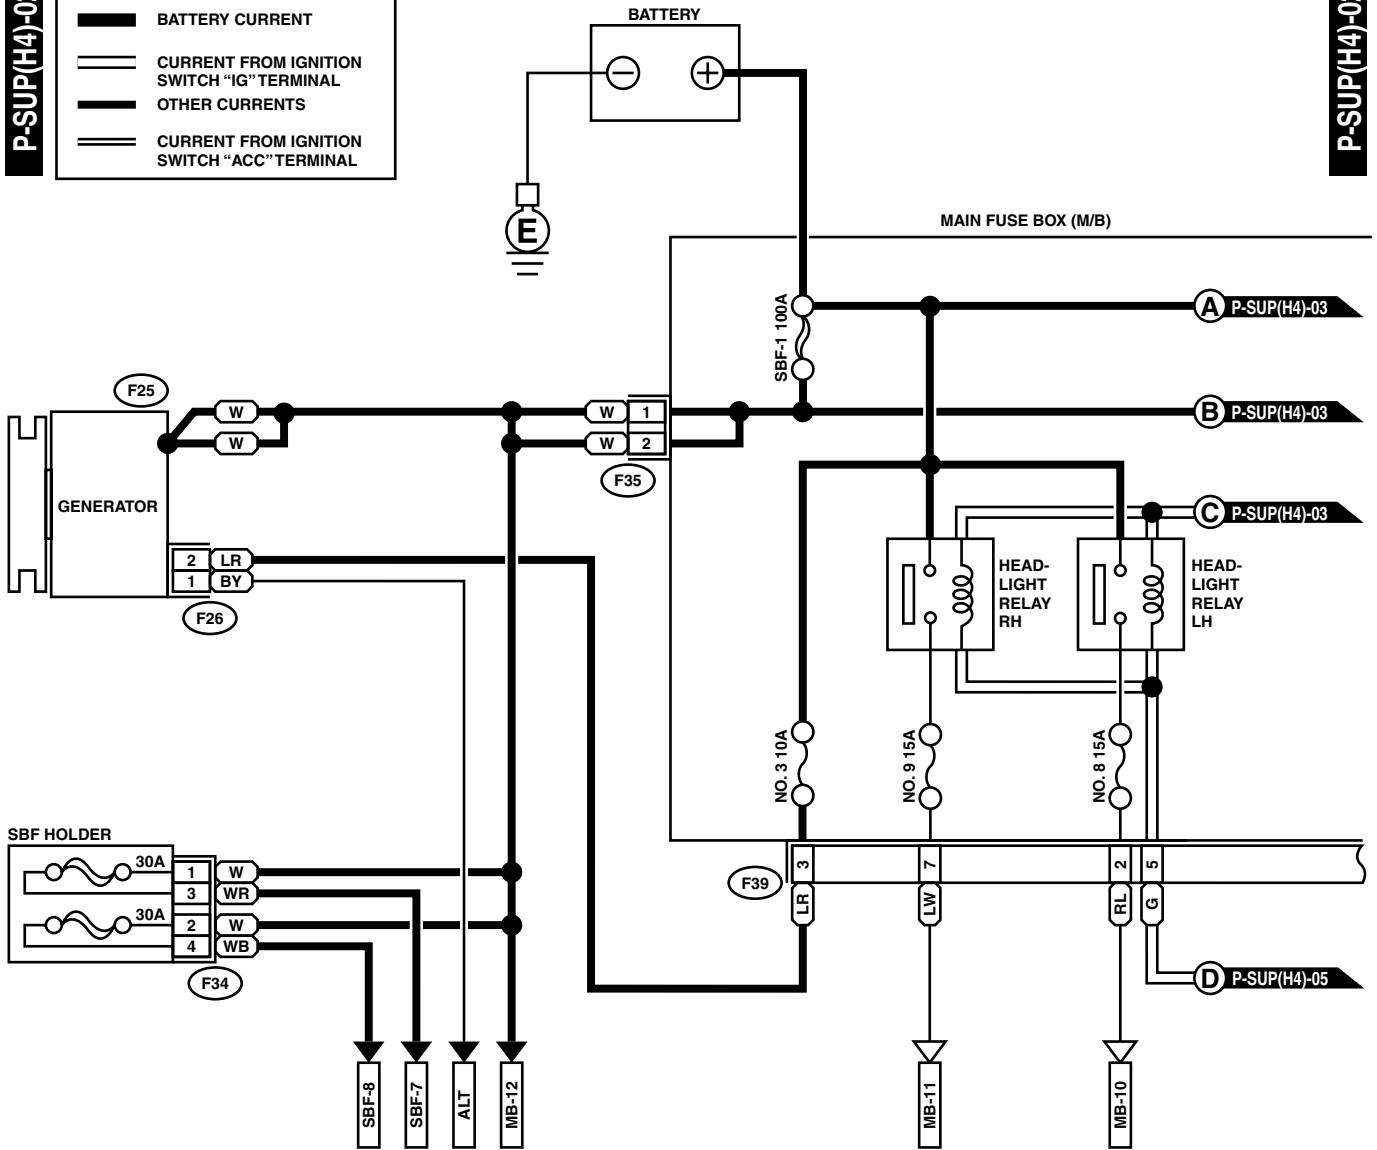 P-SUP(H4)-0
P-SUP(H4)-0
BATTERY CURRENT
CURRENT FROM IGNITION
SWITCH “IG” TERMINAL
OTHER CURRENTS
CURRENT FROM IGNITION
SWITCH “ACC” TERMINAL
BATTERY
− +
E
MAIN FUSE BOX (M/B)
SBF-1 100A
A P-SUP(H4)-03
F25
W W 1 B P-SUP(H4)-03
W W 2
F35
GENERATOR
C P-SUP(H4)-03
2 LR
1 BY
F26
HEAD-
LIGHT
RELAY
RH
HEAD-
LIGHT
RELAY
LH
NO. 3 10A
NO. 9 15A
NO. 8 15A
SBF HOLDER
30A 1 W
3 WR
30A 2 W
4 WB
F34
F39
3 7 2 5
LR LW RL G
D P-SUP(H4)-05
SBF-8
SBF-7
ALT
MB-12
MB-11
MB-10